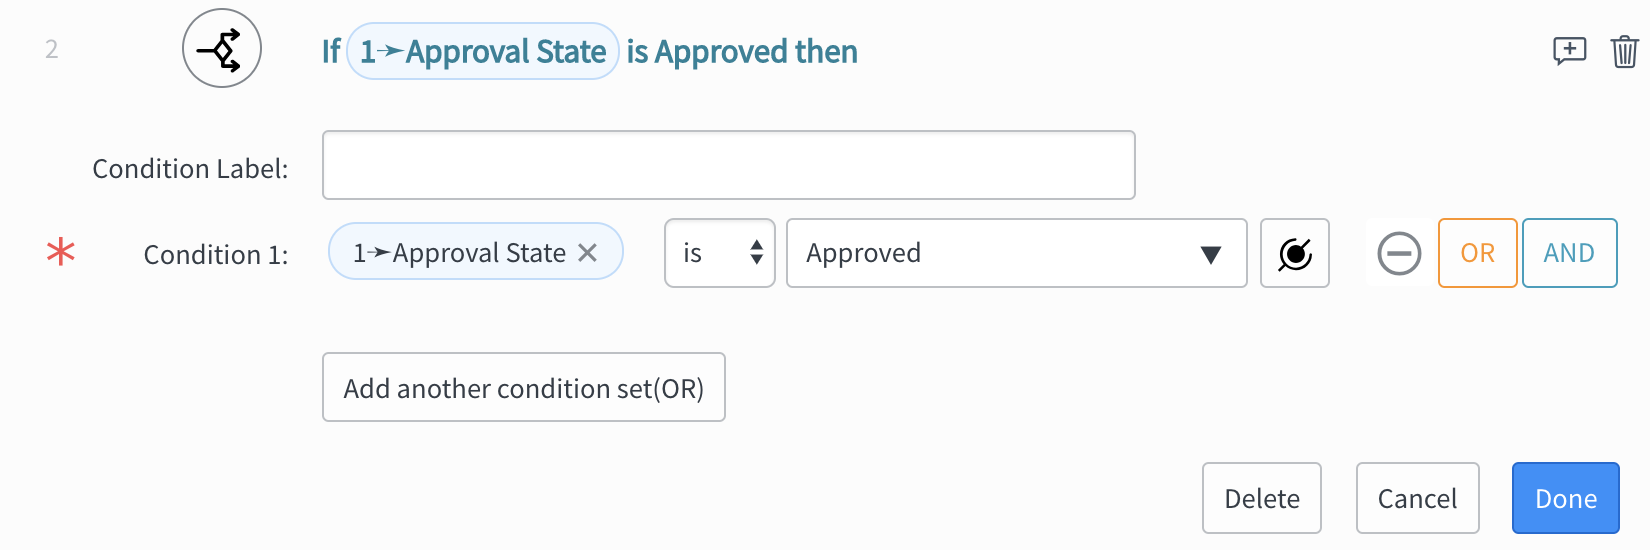 2 If 1➛Approval State is Approved then
Condition Label:
* Condition 1: 1➛Approval State × is Approved OR AND
Add another condition set(OR)
Delete Cancel Done